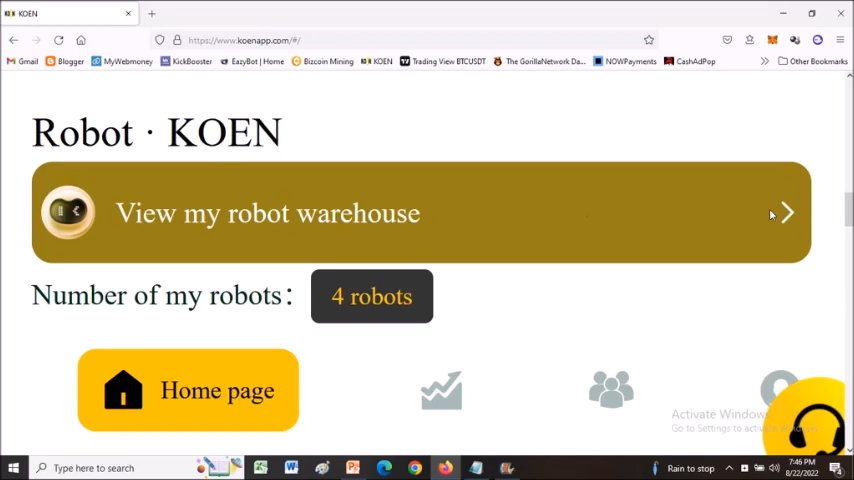 KOEN
https://www.koenapp.com/#/
Gmail
Blogger
MyWebmoney
KickBooster
EazyBot | Home
Bizcoin Mining
KOEN
Trading View BTCUSDT
The GorillaNetwork Da...
NOWPayments
CashAdPop
Other Bookmarks
Robot · KOEN
View my robot warehouse
Number of my robots：
4 robots
Home page
Activate Windows
Go to Settings to activate
Type here to search
Rain to stop
7:46 PM
8/22/2022
4